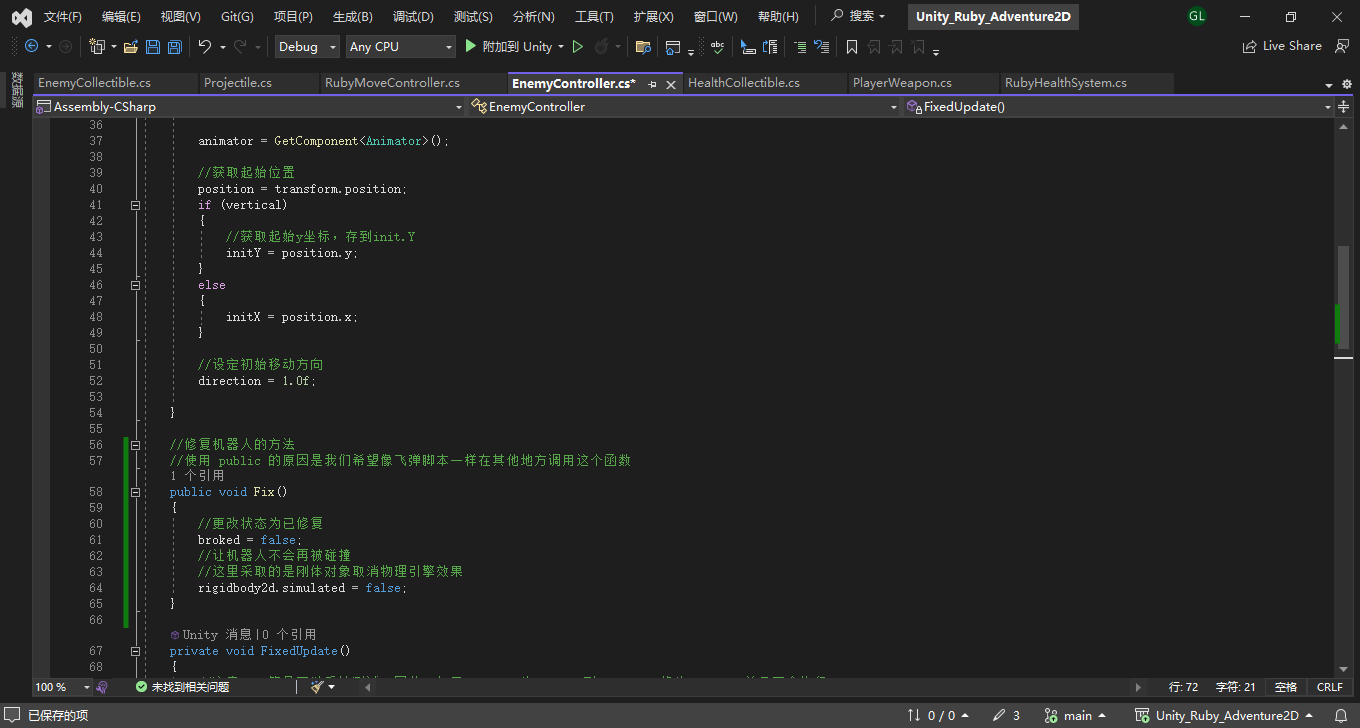 文件(F) 编辑(E) 视图(V) Git(G) 项目(P) 生成(B) 调试(D) 测试(S) 分析(N) 工具(T) 扩展(X) 窗口(W) 帮助(H) 搜索 Unity_Ruby_Adventure2D GL
Debug Any CPU 附加到 Unity Live Share
数据源
EnemyCollectible.cs Projectile.cs RubyMoveController.cs EnemyController.cs* HealthCollectible.cs PlayerWeapon.cs RubyHealthSystem.cs
Assembly-CSharp EnemyController FixedUpdate()
36
37 animator = GetComponent<Animator>();
38
39 //获取起始位置
40 position = transform.position;
41 if (vertical)
42 {
43 //获取起始y坐标，存到init.Y
44 initY = position.y;
45 }
46 else
47 {
48 initX = position.x;
49 }
50
51 //设定初始移动方向
52 direction = 1.0f;
53
54 }
55
56 //修复机器人的方法
57 //使用 public 的原因是我们希望像飞弹脚本一样在其他地方调用这个函数
1 个引用
58 public void Fix()
59 {
60 //更改状态为已修复
61 broked = false;
62 //让机器人不会再被碰撞
63 //这里采取的是刚体对象取消物理引擎效果
64 rigidbody2d.simulated = false;
65 }
66
Unity 消息|0 个引用
67 private void FixedUpdate()
68 {
100 % 未找到相关问题 行: 72 字符: 21 空格 CRLF
已保存的项 0 / 0 3 main Unity_Ruby_Adventure2D